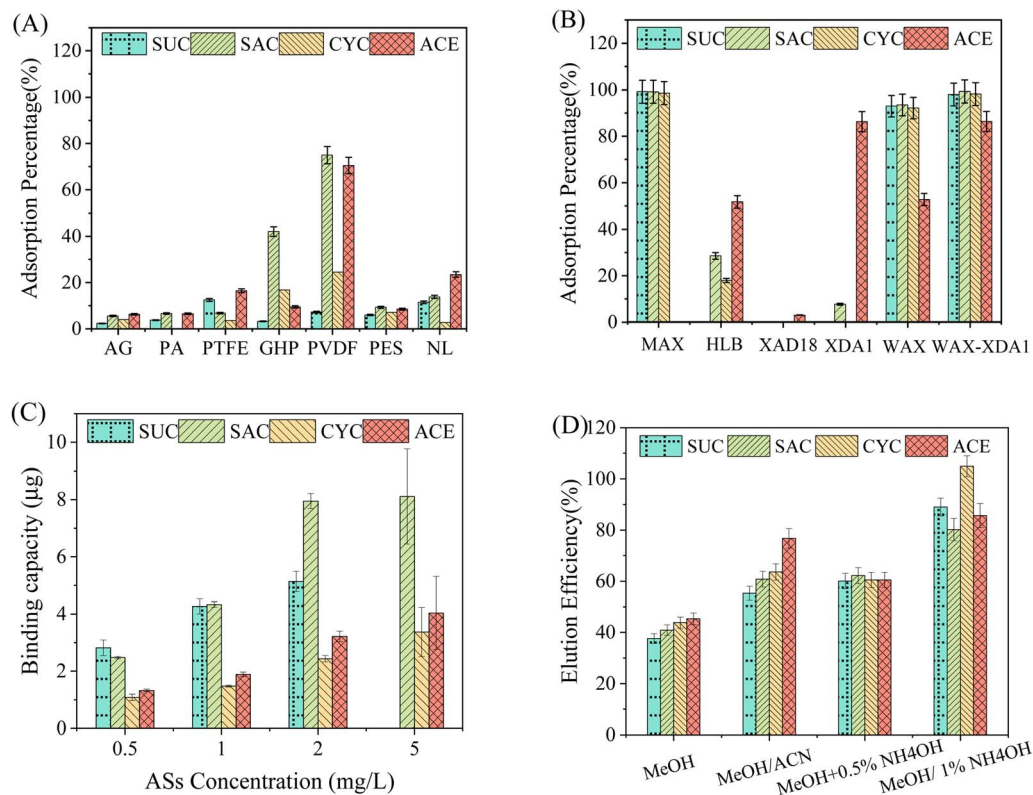 (A)
SUC SAC CYC ACE
Adsorption Percentage(%)
120
100
80
60
40
20
0
AG PA PTFE GHP PVDF PES NL
(B)
SUC SAC CYC ACE
Adsorption Percentage(%)
120
100
80
60
40
20
0
MAX HLB XAD18 XDA1 WAX WAX-XDA1
(C)
SUC SAC CYC ACE
Binding capacity (μg)
10
8
6
4
2
0
0.5 1 2 5
ASs Concentration (mg/L)
(D)
SUC SAC CYC ACE
Elution Efficiency(%)
120
100
80
60
40
20
0
MeOH MeOH/ACN MeOH+0.5% NH4OH MeOH/ 1% NH4OH